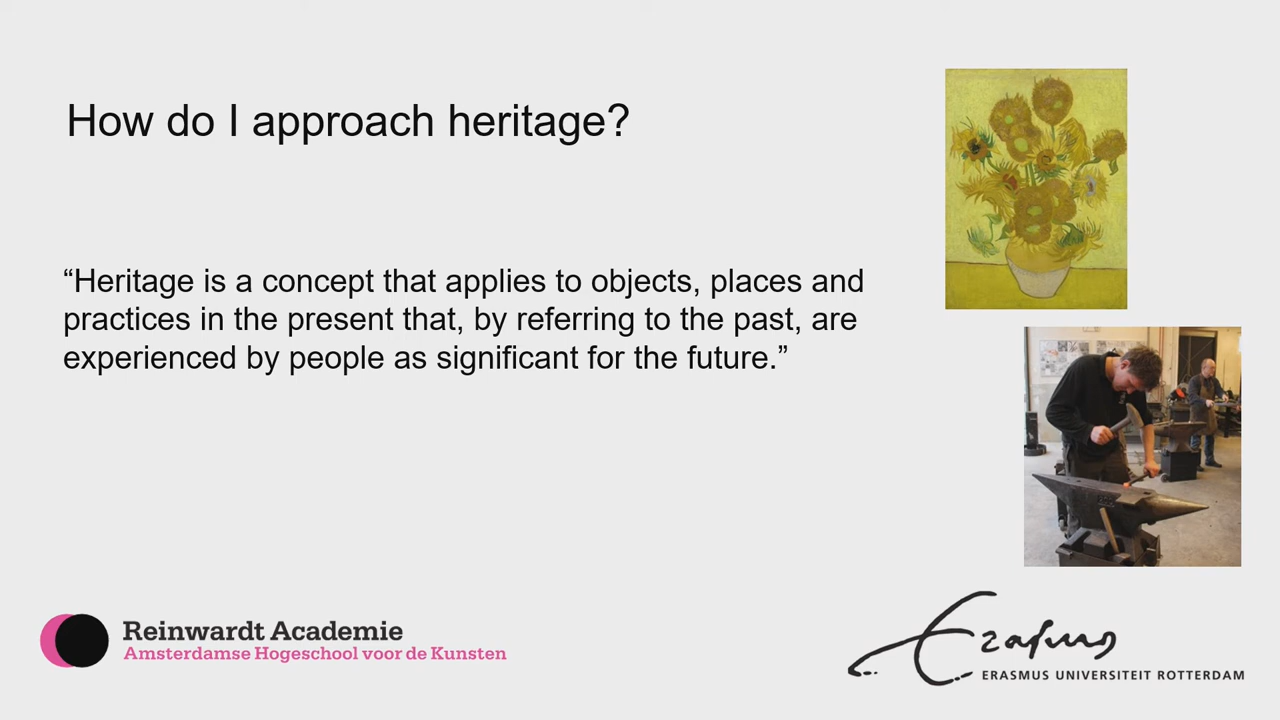 How do I approach heritage?
“Heritage is a concept that applies to objects, places and
practices in the present that, by referring to the past, are
experienced by people as significant for the future.”
Reinwardt Academie
Amsterdamse Hogeschool voor de Kunsten
Erasmus
ERASMUS UNIVERSITEIT ROTTERDAM